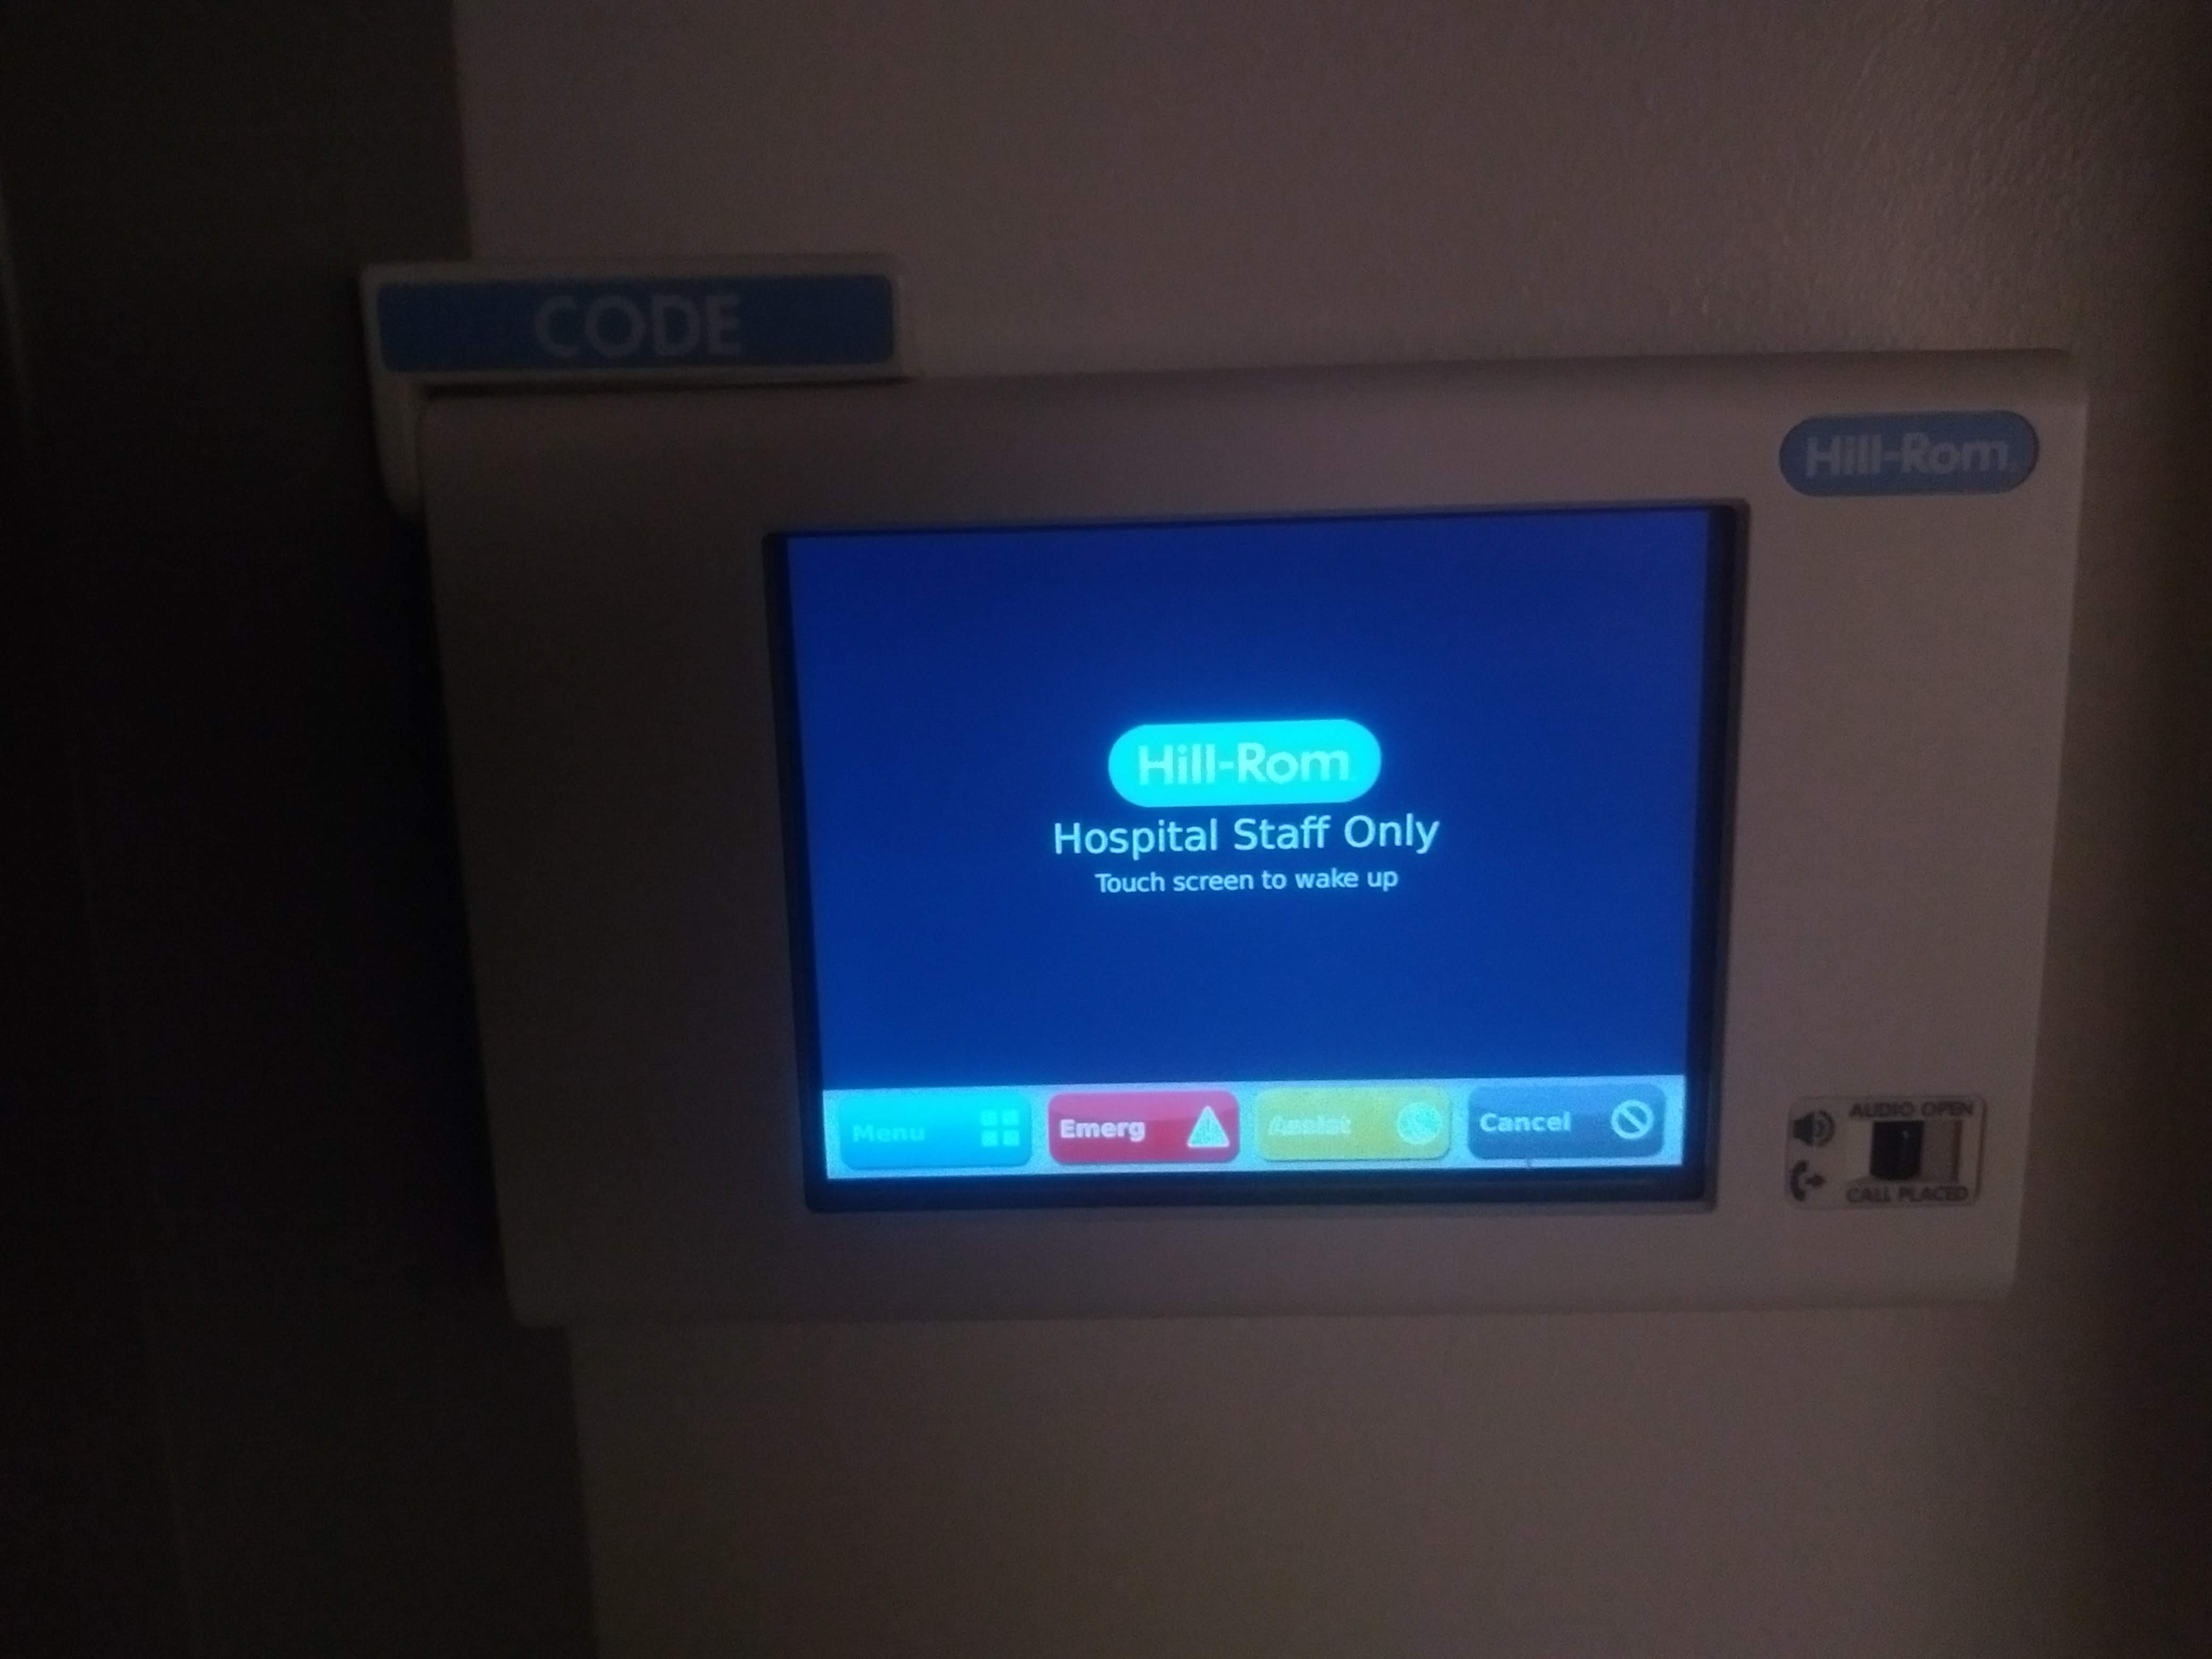 CODE
Hill-Rom
Hill-Rom
Hospital Staff Only
Touch screen to wake up
Menu
Emerg
Assist
Cancel
AUDIO OPEN
CALL PLACED